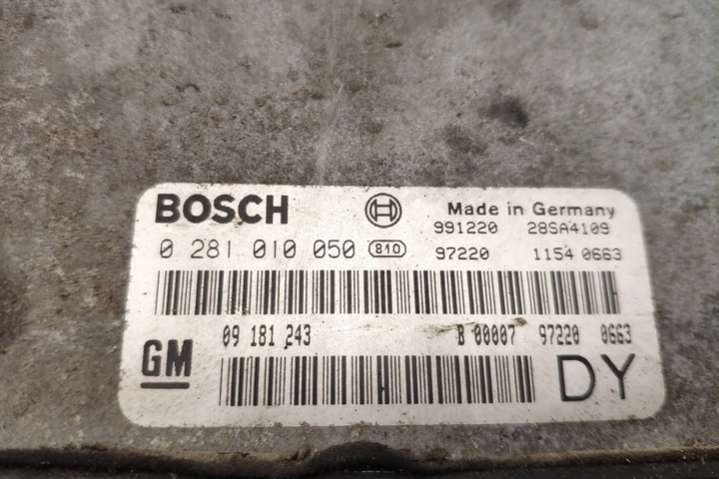 BOSCH Made in Germany
991220 28SA4109
0 281 010 050 810 97220 1154 0663
09 181 243 B 00007 97220 0663
GM DY